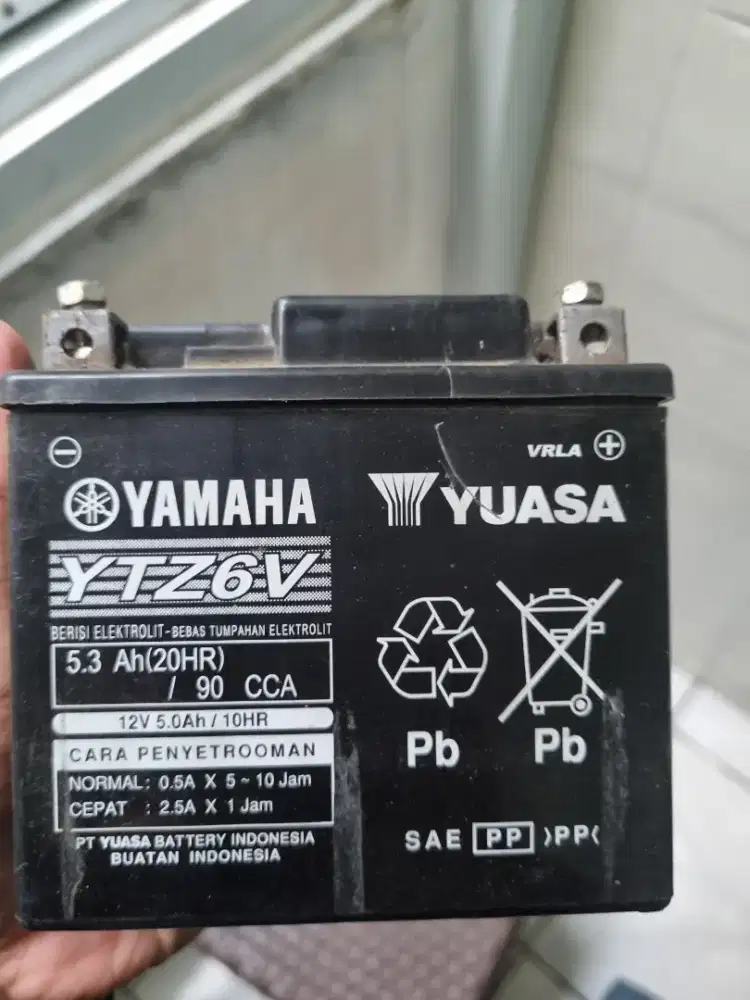 VRLA
YAMAHA
YUASA
YTZ6V
BERISI ELEKTROLIT-BEBAS TUMPAHAN ELEKTROLIT
5.3 Ah(20HR)
/ 90 CCA
12V 5.0Ah / 10HR
CARA PENYETROOMAN
NORMAL: 0.5A X 5~10 Jam
CEPAT : 2.5A X 1 Jam
PT YUASA BATTERY INDONESIA
BUATAN INDONESIA
Pb
Pb
SAE PP >PP<